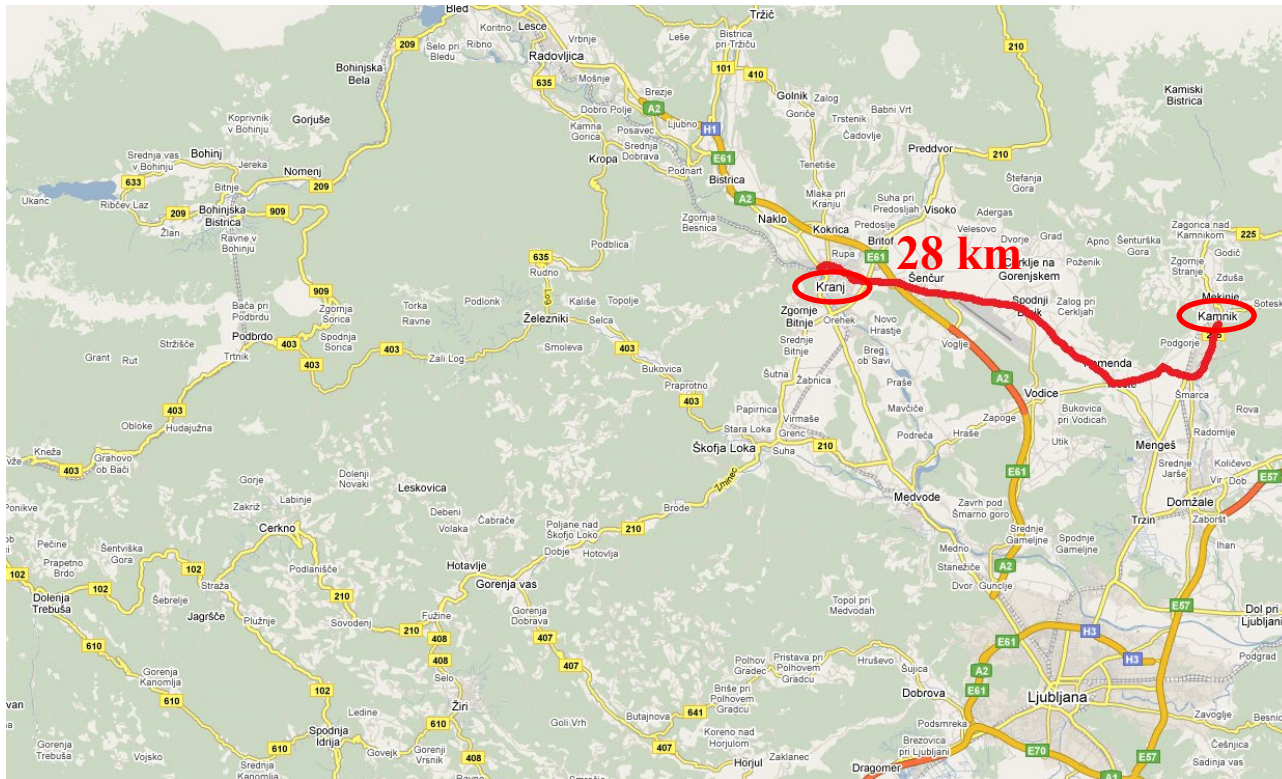 Bled
Tržič
Koritno
Lesce
Vrbnje
Leše
Bistrica
pri Tržiču
209
Selo pri
Bledu
Ribno
Radovljica
210
Bohinjska
Bela
Mošnje
101
410
635
Brezje
Golnik
Zalog
Kamiski
Bistrica
Dobro Polje
A2
Goriče
Trstenik
Babni Vrt
Koprivnik
v Bohinju
Gorjuše
Kamna
Gorica
Posavec
Ljubno
H1
Čadovlje
Srednja vas
v Bohinju
Bohinj
Jereka
Nomenj
Kropa
Srednja
Dobrava
Podnart
E61
Tenetiše
Preddvor
210
Bistrica
Štefanja
Gora
633
Bitnje
209
Ukanc
Ribčev Laz
209
Žlan
Bohinjska
Bistrica
909
A2
Mlaka pri
Kranju
Suha pri
Predosljah
Visoko
Adergas
Zgornja
Besnica
Naklo
Kokrica
Predoslje
Velesovo
Zagorica nad
Kamnikom
225
Ravne v
Bohinju
Podblica
Britof
Dvorje
Grad
Apno
Šenturška
Gora
Godič
635
Rudno
Rupa
E61
28 km
Cerklje na
Gorenjskem
Poženik
Zgornje
Stranje
Zduša
909
Kranj
Šenčur
Bača pri
Podbrdu
Zgornja
Sorica
Torka
Ravne
Podlonk
Log
Kališe
Topolje
Zgornje
Bitnje
Orehek
Novo
Hrastje
Spodnji
Zalog pri
Cerkljah
Mekinje
Kamnik
Železniki
Selca
Stržišče
Podbrdo
403
Spodnja
Sorica
Srednje
Bitnje
Voglje
Podgorje
Grant
Rut
Trtnik
403
Zali Log
Smoleva
403
Breg
ob Savi
Bukovica
Šutna
Žabnica
A2
Praše
Praprotno
Vodice
403
403
Papirnica
Virmaše
Mavčiče
Zapoge
Bukovica
pri Vodicah
Šmarca
Rova
Obloke
Hudajužna
Stara Loka
Grenc
210
Hraše
Radomlje
Kneža
Grahovo
ob Bači
Škofja Loka
Suha
Podreča
Utik
Mengeš
403
E61
Srednje
Jarše
Količevo
Gorje
Dolenji
Novaki
Leskovica
Zminec
Vir
Dob
E57
Labinje
Zakriž
Debeni
Medvode
Zavrh pod
Šmarno goro
Domžale
Cerkno
Volaka
Čabrače
Poljane nad
Škofjo Loko
Brode
Trzin
Zaboršt
Pečine
Šentviška
Gora
210
Srednje
Gameljne
Spodnje
Gameljne
Ihan
Prapetno
Brdo
102
Podlanišče
Hotavlje
Dobje
Hotovlja
Medno
Stanežiče
102
Straža
Gorenja vas
A2
Dolenja
Trebuša
Šebrelje
Dvor
Gunclje
Jagršče
Plužnje
Sovodenj
210
Fužine
Gorenja
Dobrava
Topol pri
Medvodah
E57
Dol pri
Ljubljani
610
408
407
E61
H3
408
Polhov
Gradec
Pristava pri
Polhovem
Gradcu
Hruševo
Šujica
H3
Podgrad
Gorenja
Kanomlja
102
Selo
407
A2
Dobrova
E61
Ljubljana
610
Ledine
Žiri
Briše pri
Polhovem
Gradcu
Spodnja
Idrija
610
Goli Vrh
Butajnova
641
Podsmreka
Zavoglje
Besnica
Gorenja
Trebuša
Vojsko
610
Govejk
Gorenji
Vrsnik
408
407
Koreno nad
Horjulom
Brezovica
pri Ljubljani
E70
E57
Češnjica
Spodnja
Kanomlja
Horjul
Dragomer
A1
Sadinja vas